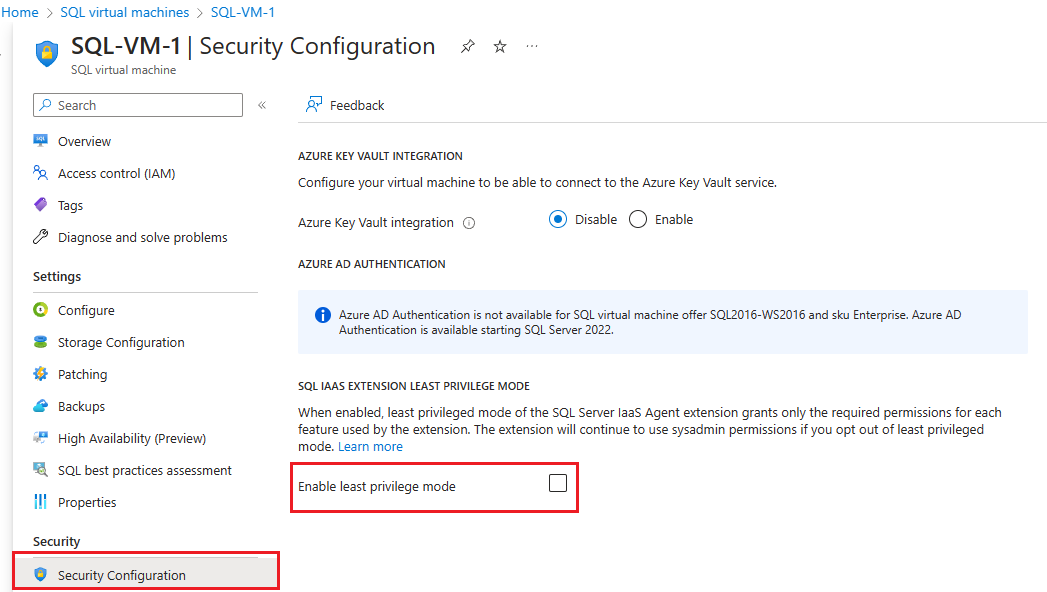 Home > SQL virtual machines > SQL-VM-1
SQL-VM-1 | Security Configuration ...
SQL virtual machine
Search
«
Overview
Access control (IAM)
Tags
Diagnose and solve problems
Settings
Configure
Storage Configuration
Patching
Backups
High Availability (Preview)
SQL best practices assessment
Properties
Security
Security Configuration
Feedback
AZURE KEY VAULT INTEGRATION
Configure your virtual machine to be able to connect to the Azure Key Vault service.
Azure Key Vault integration Disable Enable
AZURE AD AUTHENTICATION
Azure AD Authentication is not available for SQL virtual machine offer SQL2016-WS2016 and sku Enterprise. Azure AD
Authentication is available starting SQL Server 2022.
SQL IAAS EXTENSION LEAST PRIVILEGE MODE
When enabled, least privileged mode of the SQL Server IaaS Agent extension grants only the required permissions for each
feature used by the extension. The extension will continue to use sysadmin permissions if you opt out of least privileged
mode. Learn more
Enable least privilege mode